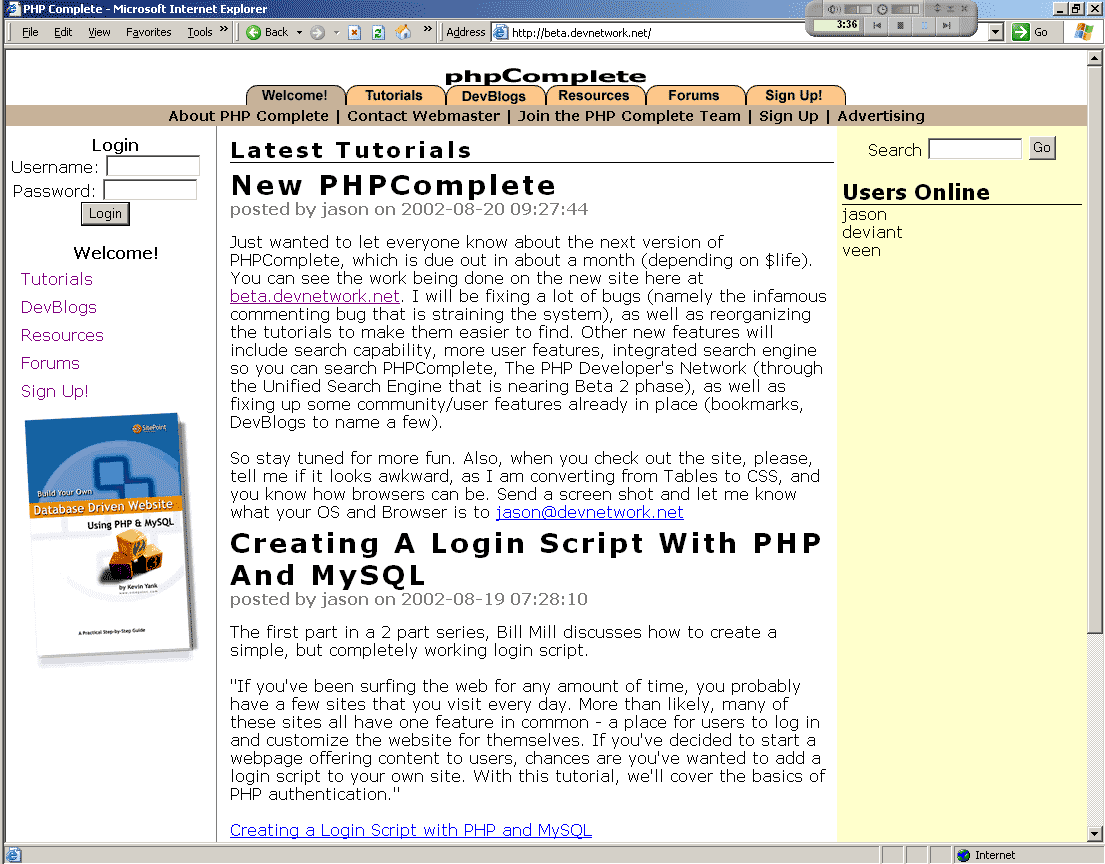 PHP Complete - Microsoft Internet Explorer
File Edit View Favorites Tools » Back » Address http://beta.devnetwork.net/ Go
3:36
phpComplete
Welcome! Tutorials DevBlogs Resources Forums Sign Up!
About PHP Complete | Contact Webmaster | Join the PHP Complete Team | Sign Up | Advertising
Login
Username:
Password:
Login
Welcome!
Tutorials
DevBlogs
Resources
Forums
Sign Up!
SitePoint
Build Your Own
Database Driven Website
Using PHP & MySQL
by Kevin Yank
A Practical Step-by-Step Guide
Latest Tutorials
New PHPComplete
posted by jason on 2002-08-20 09:27:44
Just wanted to let everyone know about the next version of
PHPComplete, which is due out in about a month (depending on $life).
You can see the work being done on the new site here at
beta.devnetwork.net. I will be fixing a lot of bugs (namely the infamous
commenting bug that is straining the system), as well as reorganizing
the tutorials to make them easier to find. Other new features will
include search capability, more user features, integrated search engine
so you can search PHPComplete, The PHP Developer's Network (through
the Unified Search Engine that is nearing Beta 2 phase), as well as
fixing up some community/user features already in place (bookmarks,
DevBlogs to name a few).
So stay tuned for more fun. Also, when you check out the site, please,
tell me if it looks awkward, as I am converting from Tables to CSS, and
you know how browsers can be. Send a screen shot and let me know
what your OS and Browser is to jason@devnetwork.net
Creating A Login Script With PHP
And MySQL
posted by jason on 2002-08-19 07:28:10
The first part in a 2 part series, Bill Mill discusses how to create a
simple, but completely working login script.
"If you've been surfing the web for any amount of time, you probably
have a few sites that you visit every day. More than likely, many of
these sites all have one feature in common - a place for users to log in
and customize the website for themselves. If you've decided to start a
webpage offering content to users, chances are you've wanted to add a
login script to your own site. With this tutorial, we'll cover the basics of
PHP authentication."
Creating a Login Script with PHP and MySQL
Search Go
Users Online
jason
deviant
veen
Internet